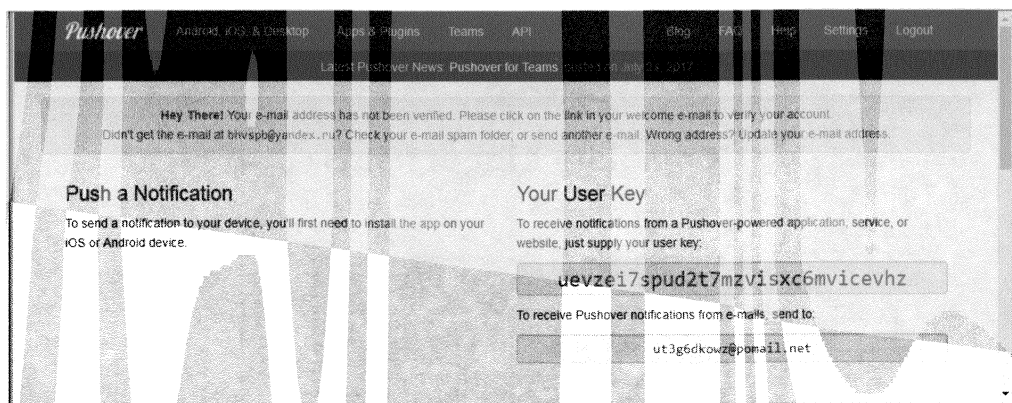 Pushover Android, iOS, & Desktop Apps & Plugins Teams API Blog FAQ Help Settings Logout
Latest Pushover News: Pushover for Teams posted on July 2017
Hey There! Your e-mail address has not been verified. Please click on the link in your welcome e-mail to verify your account.
Didn't get the e-mail at bhvspb@yandex.ru? Check your e-mail spam folder, or send another e-mail. Wrong address? Update your e-mail address.
Push a Notification
To send a notification to your device, you'll first need to install the app on your
iOS or Android device.
Your User Key
To receive notifications from a Pushover-powered application, service, or
website, just supply your user key:
uevzei7spud2t7mzvisxc6mvicevhz
To receive Pushover notifications from e-mails, send to:
ut3g6dkowz@pomail.net